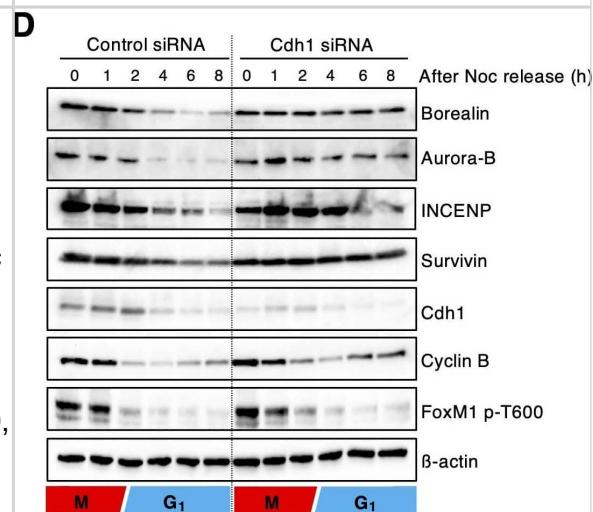 D
Control siRNA Cdh1 siRNA
0 1 2 4 6 8 0 1 2 4 6 8 After Noc release (h)
Borealin
Aurora-B
INCENP
Survivin
Cdh1
Cyclin B
FoxM1 p-T600
ß-actin
M G₁ M G₁